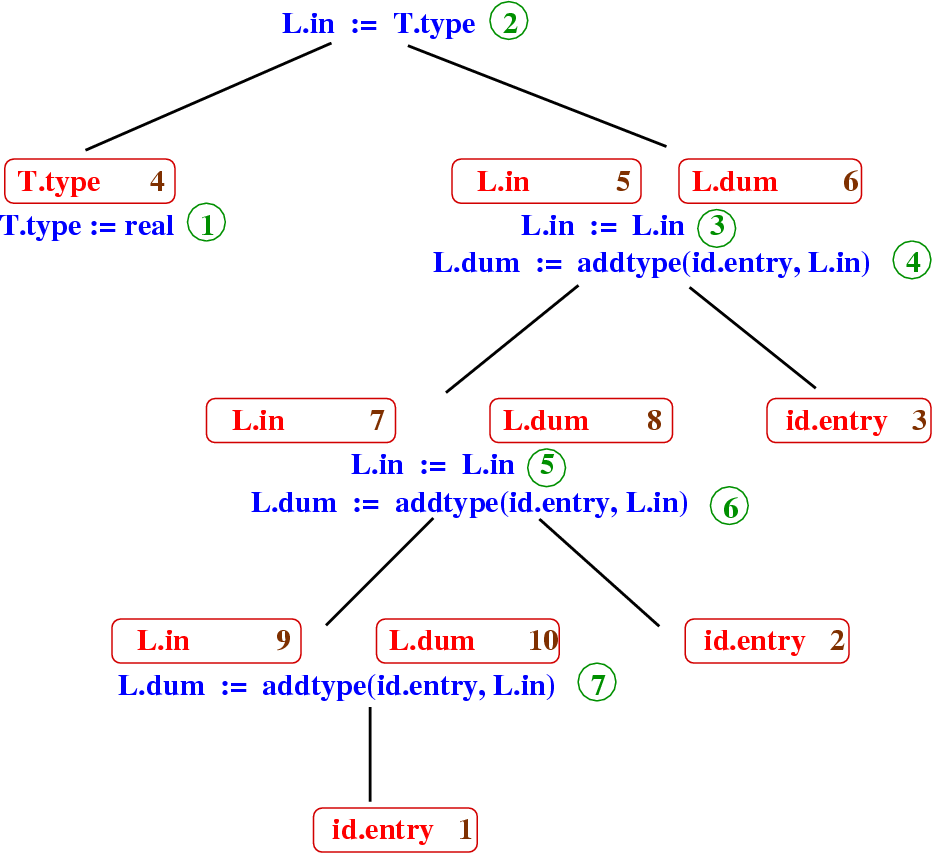 L.in := T.type 2
T.type 4
L.in 5
L.dum 6
T.type := real 1
L.in := L.in 3
L.dum := addtype(id.entry, L.in) 4
L.in 7
L.dum 8
id.entry 3
L.in := L.in 5
L.dum := addtype(id.entry, L.in) 6
L.in 9
L.dum 10
id.entry 2
L.dum := addtype(id.entry, L.in) 7
id.entry 1